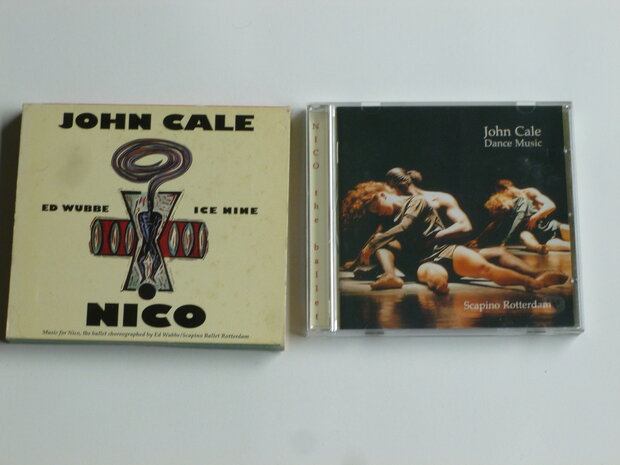 JOHN CALE
ED WUBBE
ICE NINE
NICO
Music for Nico, the ballet choreographed by Ed Wubbe/Scapino Ballet Rotterdam
NICO the ballet
John Cale
Dance Music
Scapino Rotterdam